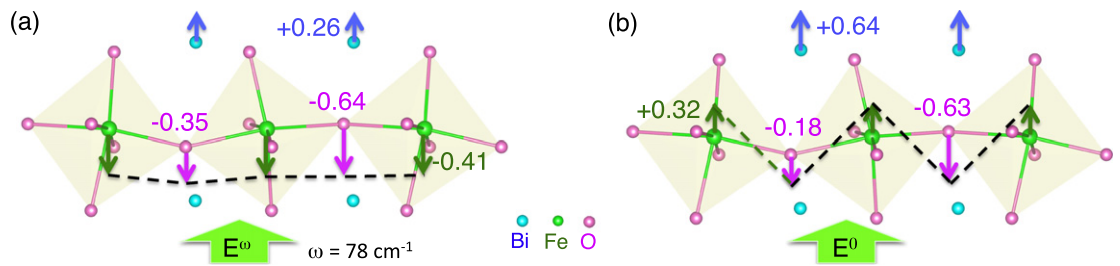 (a)
+0.26
-0.35
-0.64
-0.41
E^ω
ω = 78 cm⁻¹
Bi Fe O
(b)
+0.64
+0.32
-0.18
-0.63
E⁰